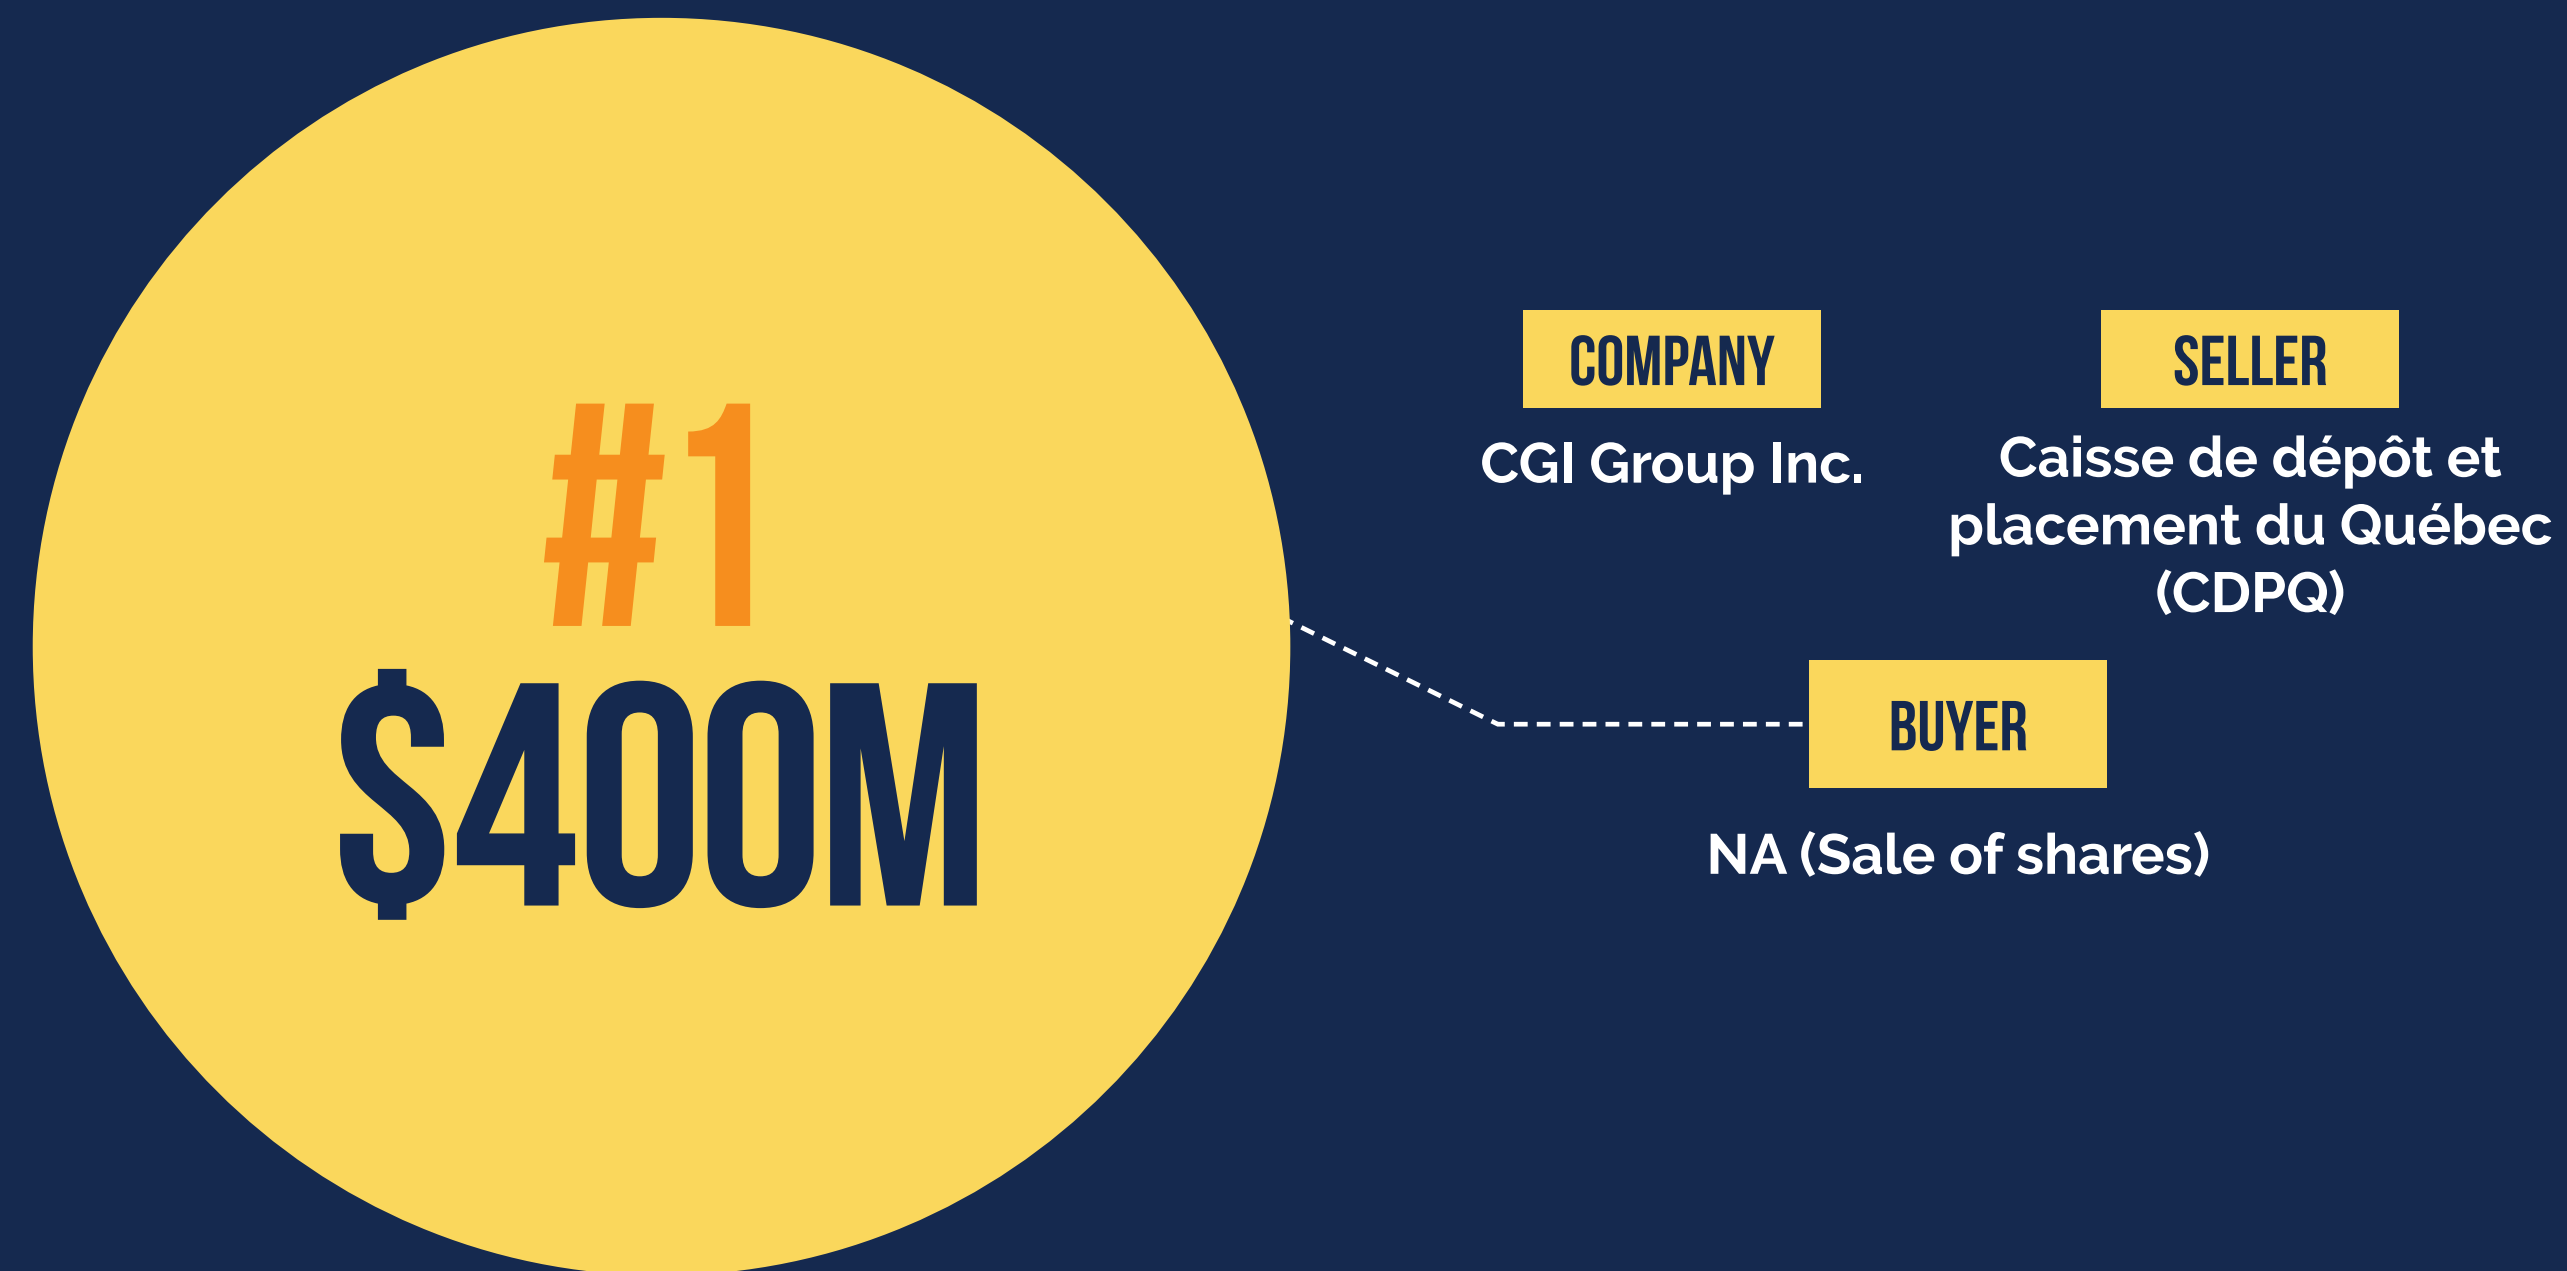 #1
$400M
COMPANY
CGI Group Inc.
SELLER
Caisse de dépôt et
placement du Québec
(CDPQ)
BUYER
NA (Sale of shares)